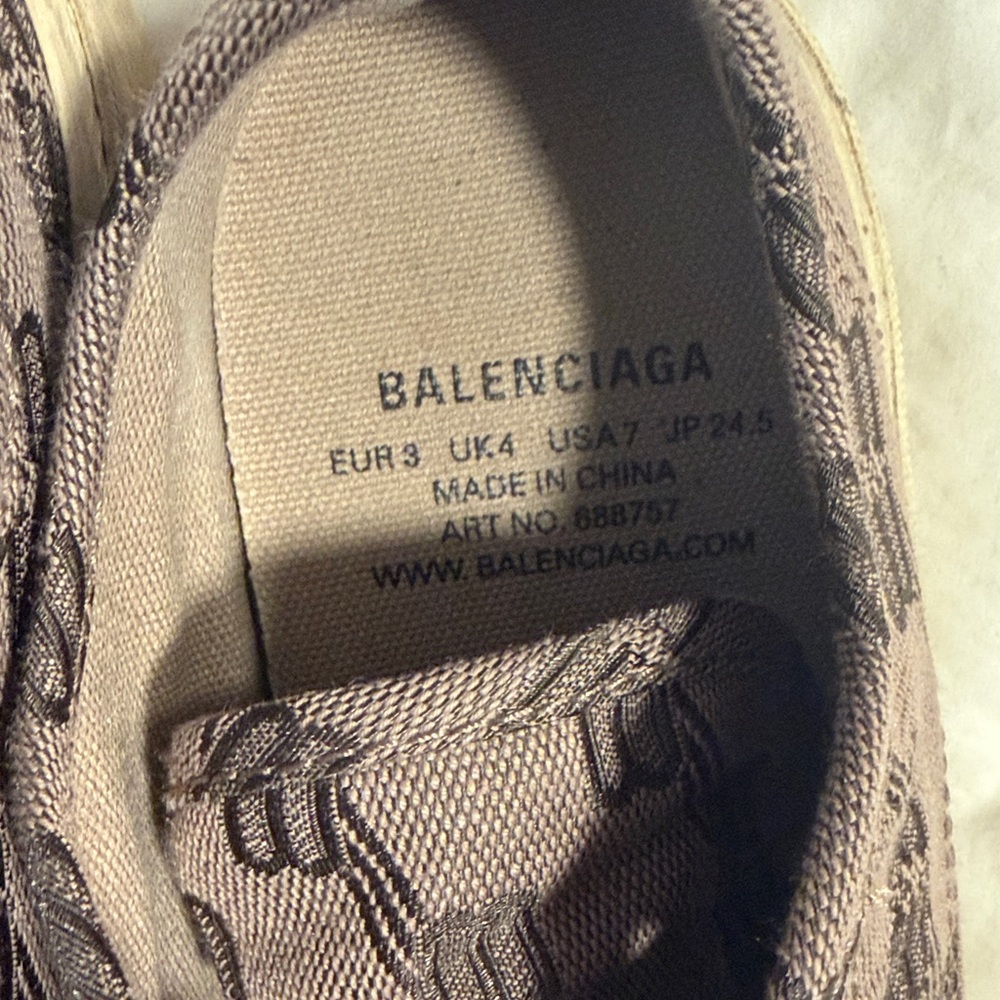 BALENCIAGA
EUR 3 UK4 USA7 JP 24.5
MADE IN CHINA
ART NO. 688757
WWW. BALENCIAGA.COM